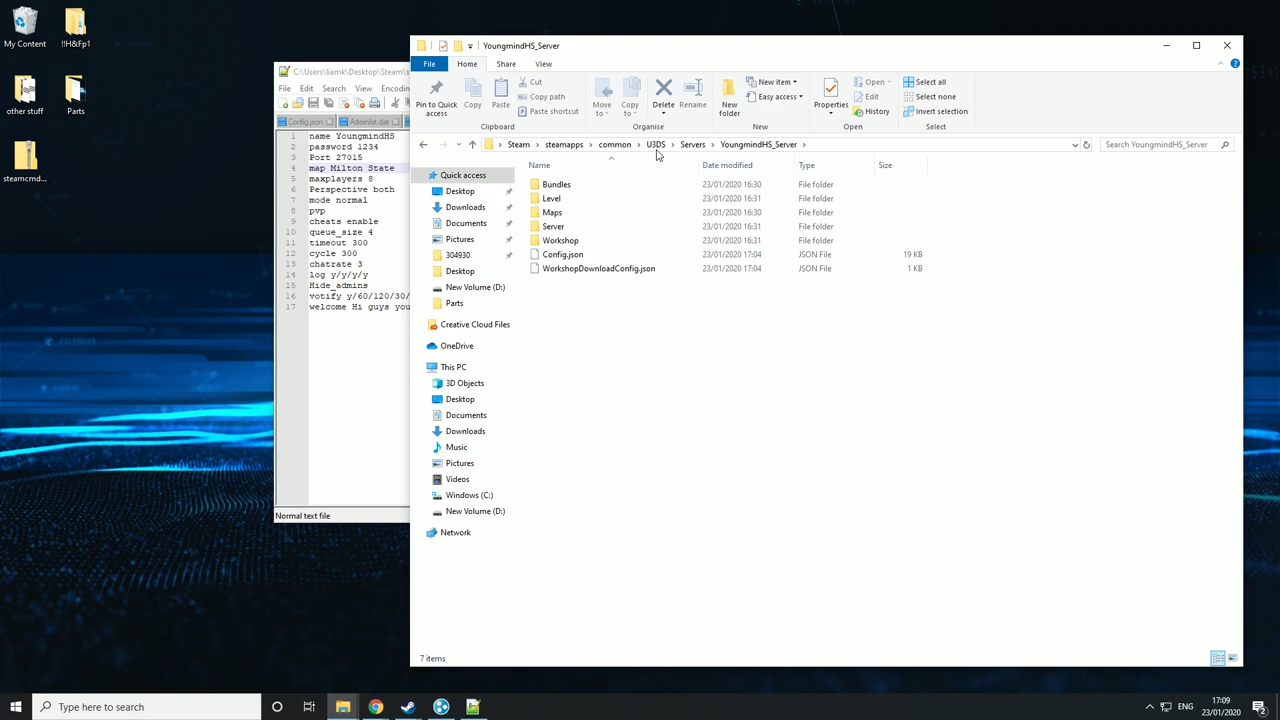 My Content
!!H&Fp1
other stuff
Parts
steamcmd...
C:\Users\liamk\Desktop\Steam\s
File Edit Search View Encodin
Config.json Adminlist.dat
1 name YoungmindHS
2 password 1234
3 Port 27015
4 map Milton State
5 maxplayers 8
6 Perspective both
7 mode normal
8 pvp
9 cheats enable
10 queue_size 4
11 timeout 300
12 cycle 300
13 chatrate 3
14 log y/y/y/y
15 Hide_admins
16 votify y/60/120/30/
17 welcome Hi guys you
Normal text file
YoungmindHS_Server
File Home Share View
Pin to Quick access
Copy
Paste
Cut
Copy path
Paste shortcut
Clipboard
Move to
Copy to
Delete
Rename
Organise
New folder
New item
Easy access
New
Properties
Open
Edit
History
Open
Select all
Select none
Invert selection
Select
Steam › steamapps › common › U3DS › Servers › YoungmindHS_Server ›
Search YoungmindHS_Server
Name Date modified Type Size
Quick access
Desktop
Downloads
Documents
Pictures
304930
Desktop
New Volume (D:)
Parts
Creative Cloud Files
OneDrive
This PC
3D Objects
Desktop
Documents
Downloads
Music
Pictures
Videos
Windows (C:)
New Volume (D:)
Network
Bundles 23/01/2020 16:30 File folder
Level 23/01/2020 16:31 File folder
Maps 23/01/2020 16:30 File folder
Server 23/01/2020 16:31 File folder
Workshop 23/01/2020 16:31 File folder
Config.json 23/01/2020 17:04 JSON File 19 KB
WorkshopDownloadConfig.json 23/01/2020 17:04 JSON File 1 KB
7 items
Type here to search
ENG
17:09
23/01/2020
2